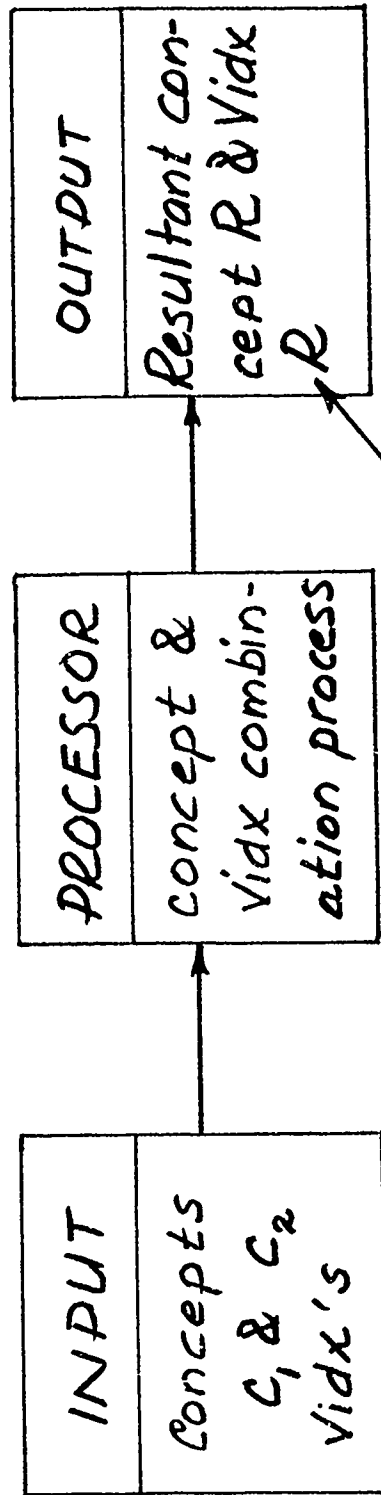 INPUT
Concepts
C₁ & C₂
Vidx's
PROCESSOR
concept &
Vidx combin-
ation process
OUTPUT
Resultant con-
cept R & Vidx
R